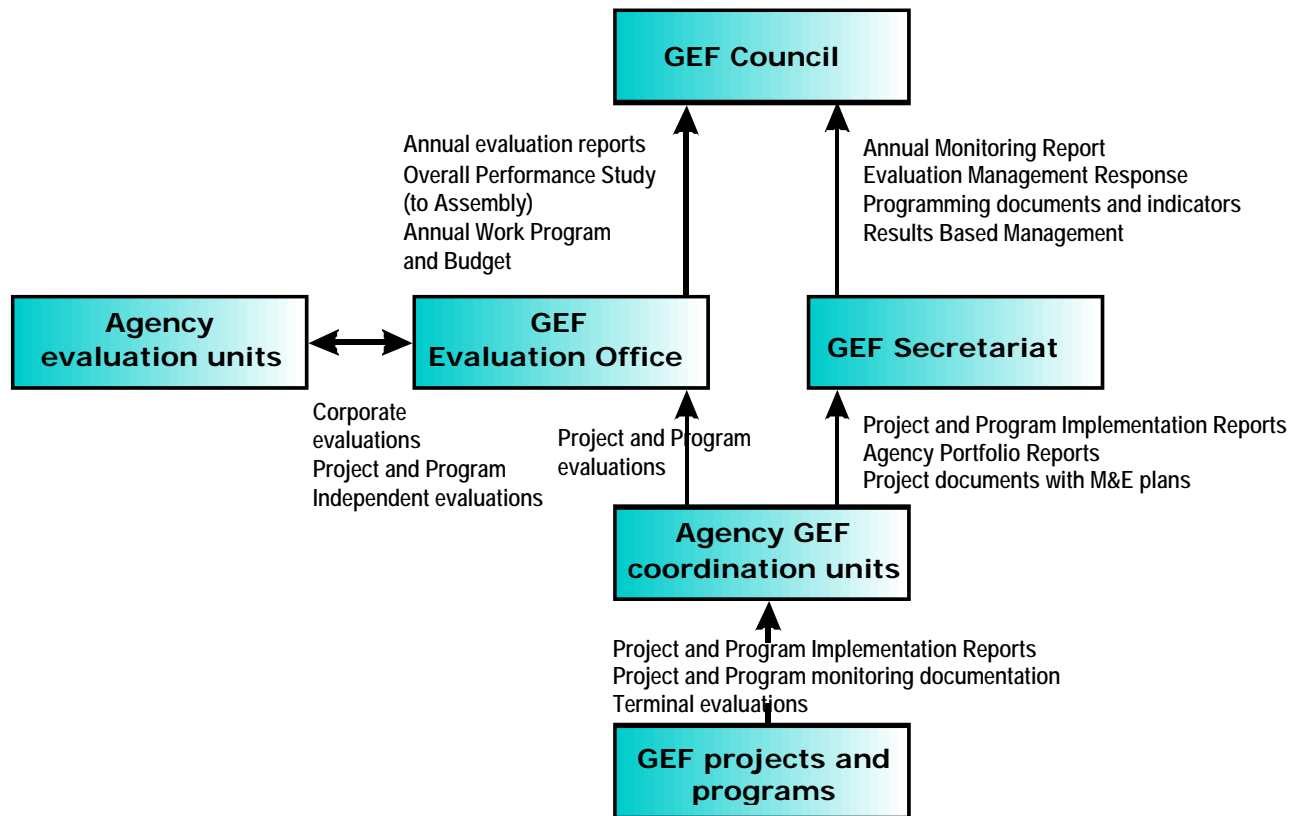 GEF Council
Annual evaluation reports
Overall Performance Study
(to Assembly)
Annual Work Program
and Budget
Annual Monitoring Report
Evaluation Management Response
Programming documents and indicators
Results Based Management
Agency
evaluation units
GEF
Evaluation Office
GEF Secretariat
Corporate
evaluations
Project and Program
Independent evaluations
Project and Program
evaluations
Project and Program Implementation Reports
Agency Portfolio Reports
Project documents with M&E plans
Agency GEF
coordination units
Project and Program Implementation Reports
Project and Program monitoring documentation
Terminal evaluations
GEF projects and
programs